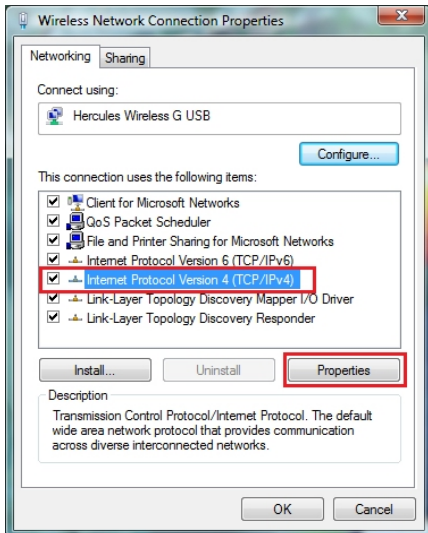 Wireless Network Connection Properties
Networking Sharing
Connect using:
Hercules Wireless G USB
Configure...
This connection uses the following items:
Client for Microsoft Networks
QoS Packet Scheduler
File and Printer Sharing for Microsoft Networks
Internet Protocol Version 6 (TCP/IPv6)
Internet Protocol Version 4 (TCP/IPv4)
Link-Layer Topology Discovery Mapper I/O Driver
Link-Layer Topology Discovery Responder
Install... Uninstall Properties
Description
Transmission Control Protocol/Internet Protocol. The default
wide area network protocol that provides communication
across diverse interconnected networks.
OK Cancel